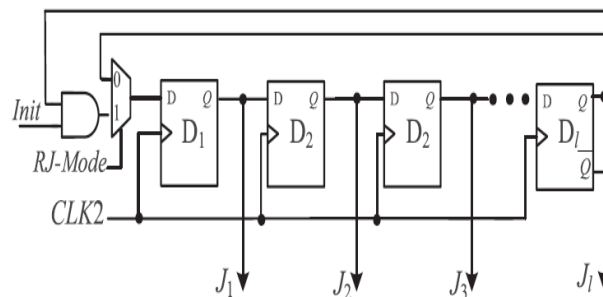 0
Init
1
D Q
D1
D Q
D2
D Q
D2
D Q
Dl
Q
RJ-Mode
CLK2
J1 J2 J3 Jl